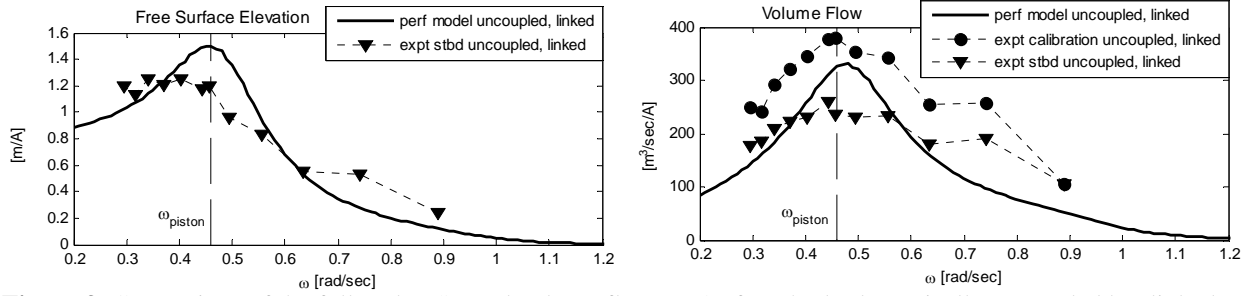 Free Surface Elevation
perf model uncoupled, linked
expt stbd uncoupled, linked
[m/A]
1.6
1.4
1.2
1
0.8
0.6
0.4
0.2
0
ωpiston
0.2 0.3 0.4 0.5 0.6 0.7 0.8 0.9 1 1.1 1.2
ω [rad/sec]
Volume Flow
perf model uncoupled, linked
expt calibration uncoupled, linked
expt stbd uncoupled, linked
[m³/sec/A]
400
300
200
100
0
ωpiston
0.2 0.3 0.4 0.5 0.6 0.7 0.8 0.9 1 1.1 1.2
ω [rad/sec]